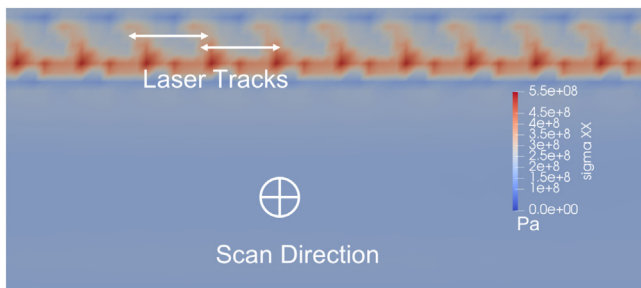 Laser Tracks
5.5e+08
4.5e+8
4e+8
3.5e+8
3e+8
2.5e+8
2e+8
1.5e+8
1e+8
0.0e+00
sigma XX
Pa
Scan Direction